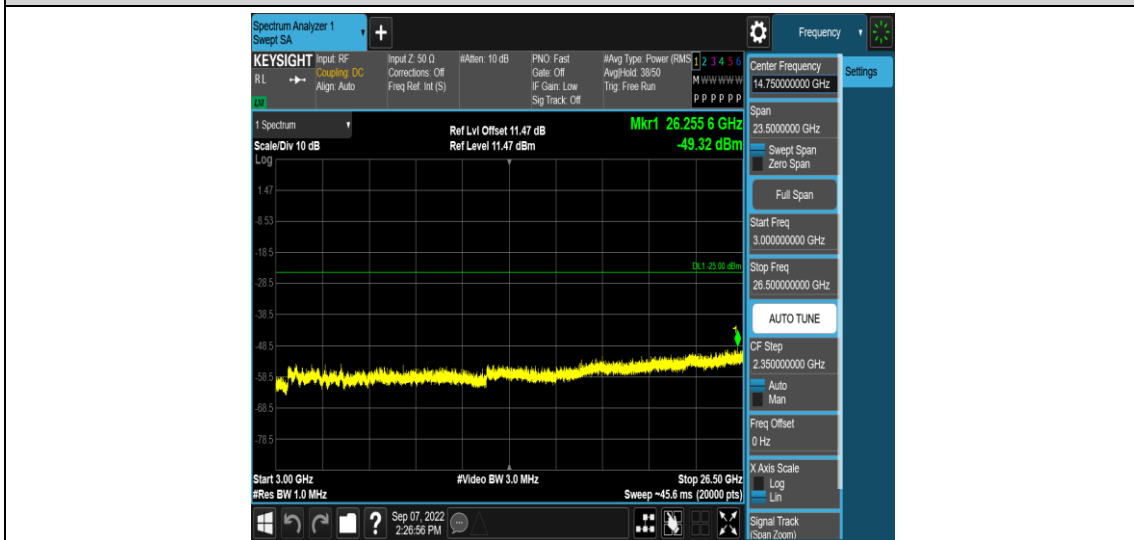 Spectrum Analyzer 1
Swept SA
+
Frequency
KEYSIGHT
RL
Input: RF
Coupling: DC
Align: Auto
Input Z: 50 Ω
Corrections: Off
Freq Ref: Int (S)
#Atten: 10 dB
PNO: Fast
Gate: Off
IF Gain: Low
Sig Track: Off
#Avg Type: Power (RMS
Avg|Hold: 38/50
Trig: Free Run
1 2 3 4 5 6
M W W W W W
P P P P P P
1 Spectrum
Scale/Div 10 dB
Log
Ref Lvl Offset 11.47 dB
Ref Level 11.47 dBm
Mkr1 26.255 6 GHz
-49.32 dBm
1.47
-8.53
-18.5
DL1 -25.00 dBm
-28.5
-38.5
1
-48.5
-58.5
-68.5
-78.5
Start 3.00 GHz
#Res BW 1.0 MHz
#Video BW 3.0 MHz
Stop 26.50 GHz
Sweep ~45.6 ms (20000 pts)
Center Frequency
14.750000000 GHz
Settings
Span
23.5000000 GHz
Swept Span
Zero Span
Full Span
Start Freq
3.000000000 GHz
Stop Freq
26.500000000 GHz
AUTO TUNE
CF Step
2.350000000 GHz
Auto
Man
Freq Offset
0 Hz
X Axis Scale
Log
Lin
Signal Track
(Span Zoom)
?
Sep 07, 2022
2:26:56 PM